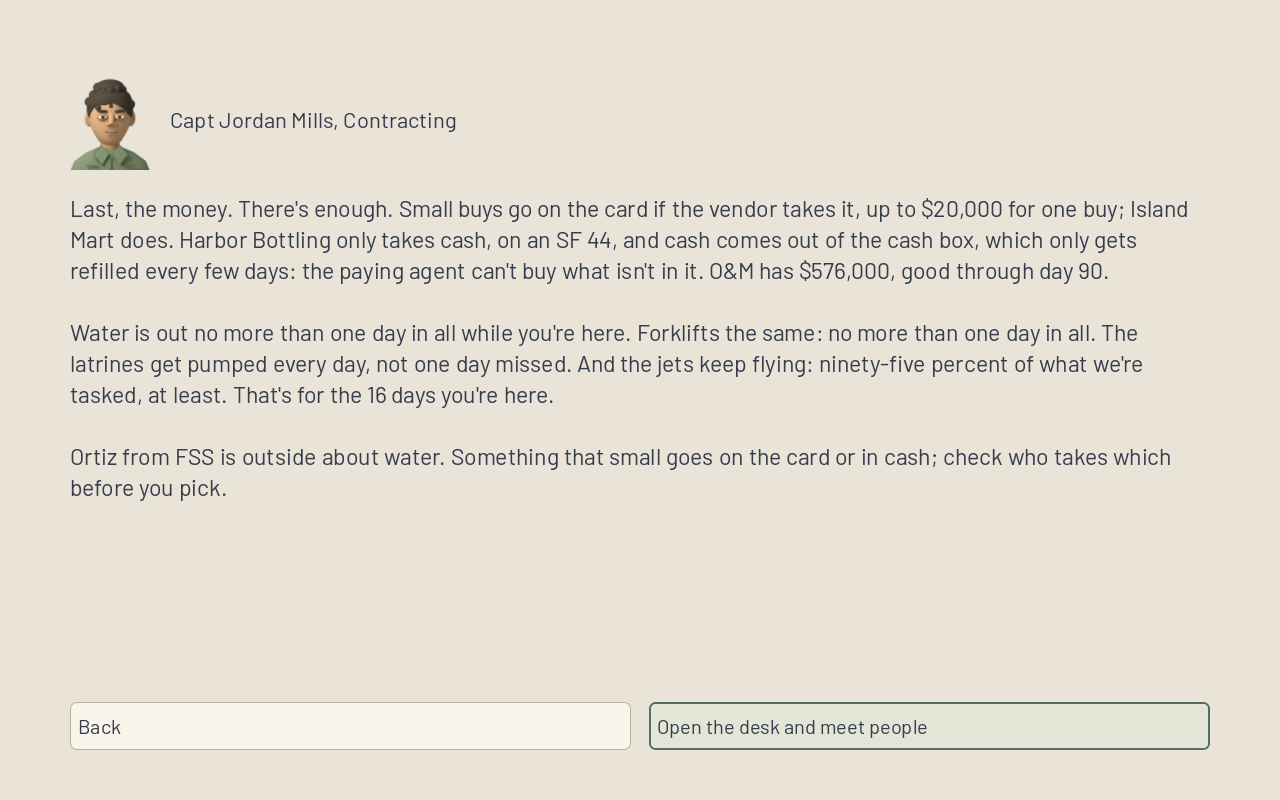 Capt Jordan Mills, Contracting
Last, the money. There's enough. Small buys go on the card if the vendor takes it, up to $20,000 for one buy; Island
Mart does. Harbor Bottling only takes cash, on an SF 44, and cash comes out of the cash box, which only gets
refilled every few days: the paying agent can't buy what isn't in it. O&M has $576,000, good through day 90.
Water is out no more than one day in all while you're here. Forklifts the same: no more than one day in all. The
latrines get pumped every day, not one day missed. And the jets keep flying: ninety-five percent of what we're
tasked, at least. That's for the 16 days you're here.
Ortiz from FSS is outside about water. Something that small goes on the card or in cash; check who takes which
before you pick.
Back
Open the desk and meet people